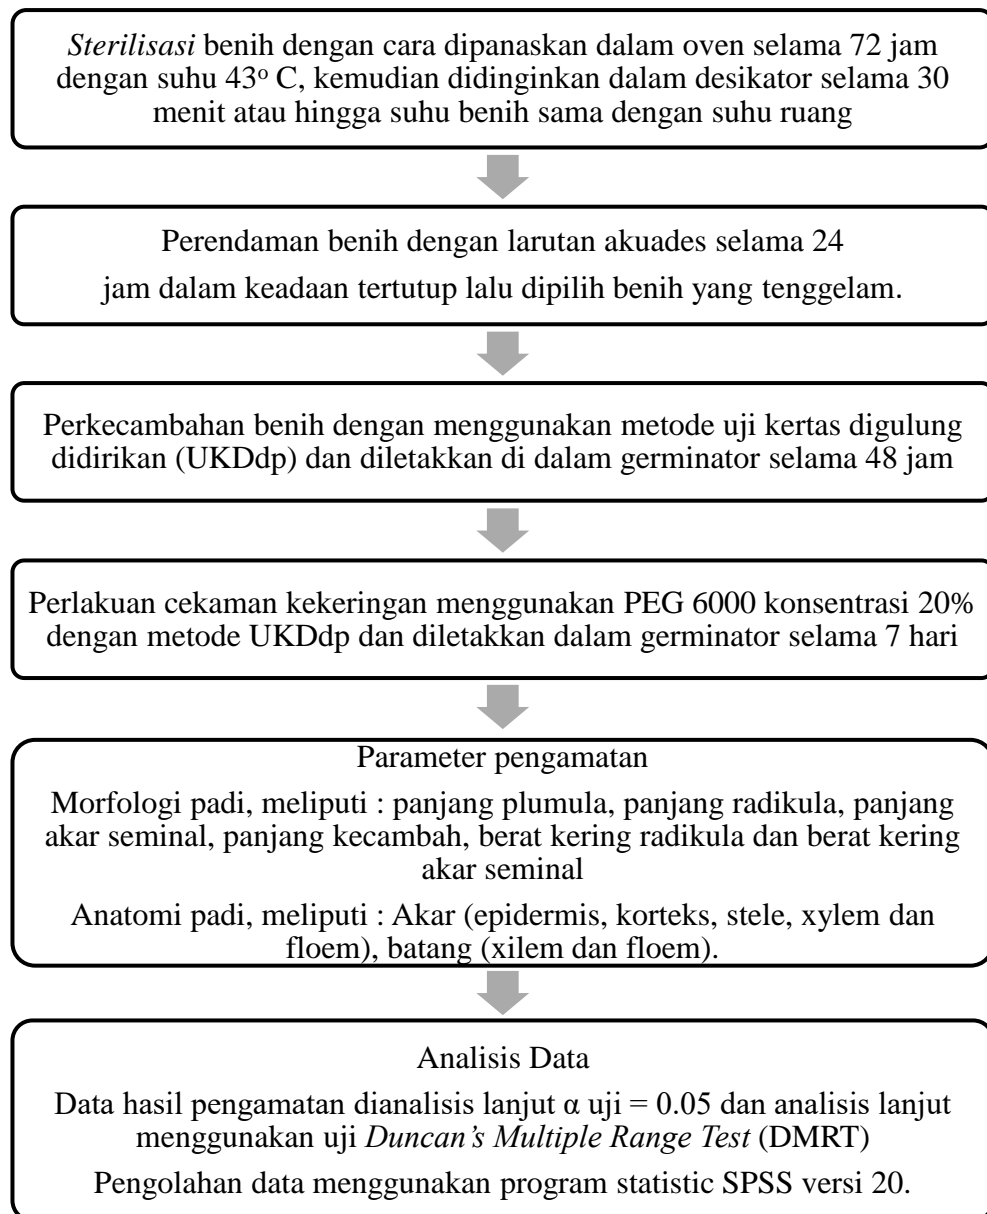 Sterilisasi benih dengan cara dipanaskan dalam oven selama 72 jam
dengan suhu 43° C, kemudian didinginkan dalam desikator selama 30
menit atau hingga suhu benih sama dengan suhu ruang
Perendaman benih dengan larutan akuades selama 24
jam dalam keadaan tertutup lalu dipilih benih yang tenggelam.
Perkecambahan benih dengan menggunakan metode uji kertas digulung
didirikan (UKDdp) dan diletakkan di dalam germinator selama 48 jam
Perlakuan cekaman kekeringan menggunakan PEG 6000 konsentrasi 20%
dengan metode UKDdp dan diletakkan dalam germinator selama 7 hari
Parameter pengamatan
Morfologi padi, meliputi : panjang plumula, panjang radikula, panjang
akar seminal, panjang kecambah, berat kering radikula dan berat kering
akar seminal
Anatomi padi, meliputi : Akar (epidermis, korteks, stele, xylem dan
floem), batang (xilem dan floem).
Analisis Data
Data hasil pengamatan dianalisis lanjut α uji = 0.05 dan analisis lanjut
menggunakan uji Duncan's Multiple Range Test (DMRT)
Pengolahan data menggunakan program statistic SPSS versi 20.